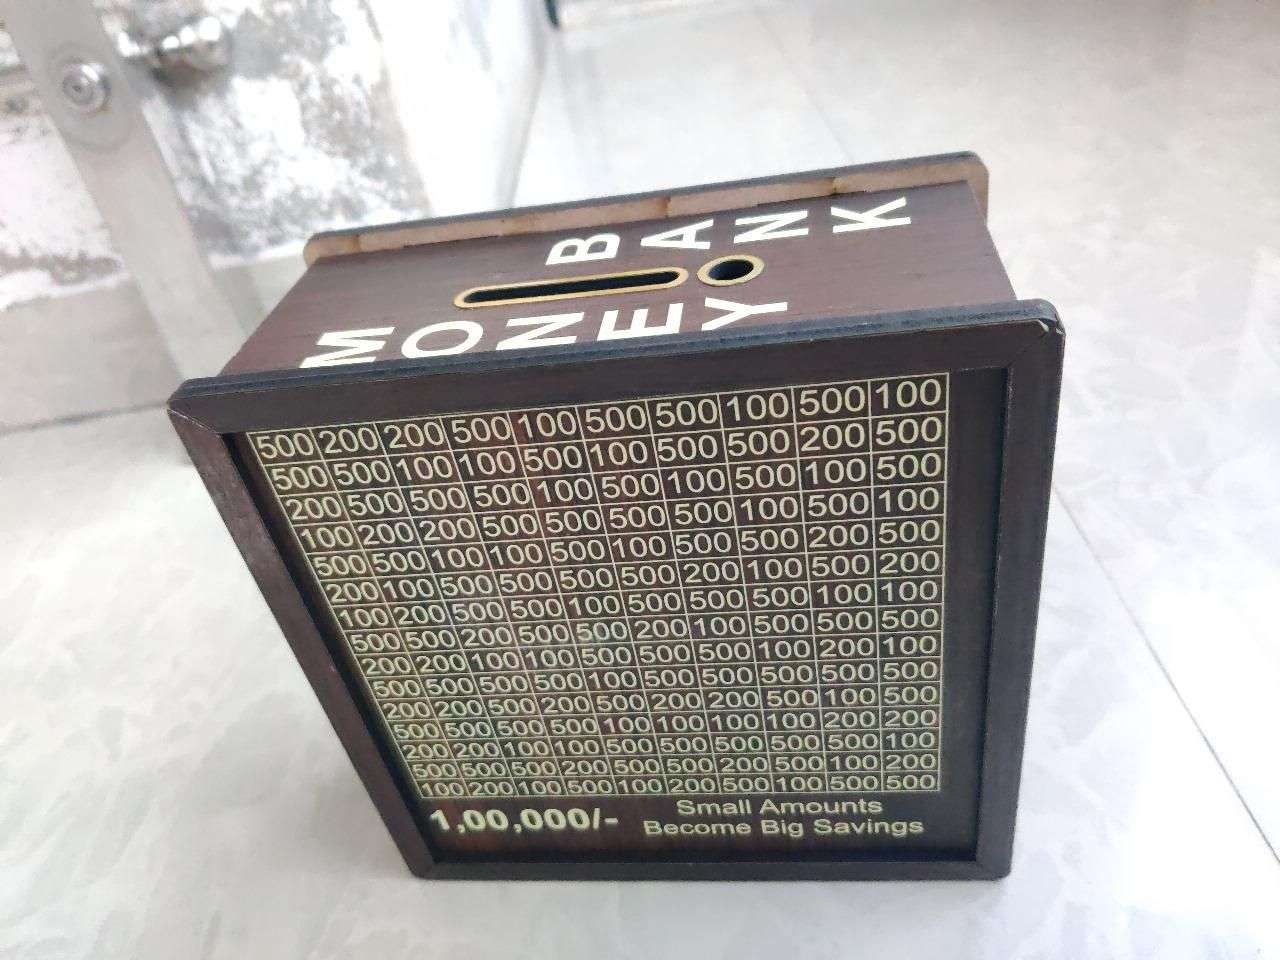 BANK
MONEY
500 200 200 500 100 500 500 100 500 100
500 500 100 100 500 100 500 500 200 500
200 500 500 500 100 500 100 500 100 500
100 200 200 500 500 500 500 100 500 100
500 500 100 100 500 100 500 500 200 500
200 100 500 500 500 500 200 100 500 200
100 200 500 500 100 500 500 500 100 100
500 500 200 500 500 200 100 500 500 500
200 200 100 100 500 500 500 100 200 100
500 500 500 500 100 500 500 500 500 500
200 200 500 200 500 200 200 500 100 500
500 500 500 500 100 100 100 100 200 200
200 200 100 100 500 500 500 500 500 100
500 500 500 200 500 500 200 500 100 200
100 200 100 500 100 200 500 100 500 500
1,00,000/-
Small Amounts
Become Big Savings